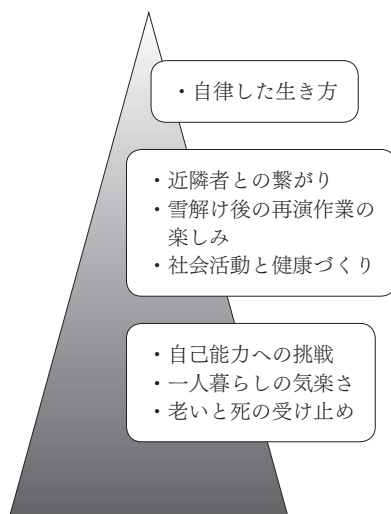 ・自律した生き方
・近隣者との繋がり
・雪解け後の再演作業の
楽しみ
・社会活動と健康づくり
・自己能力への挑戦
・一人暮らしの気楽さ
・老いと死の受け止め